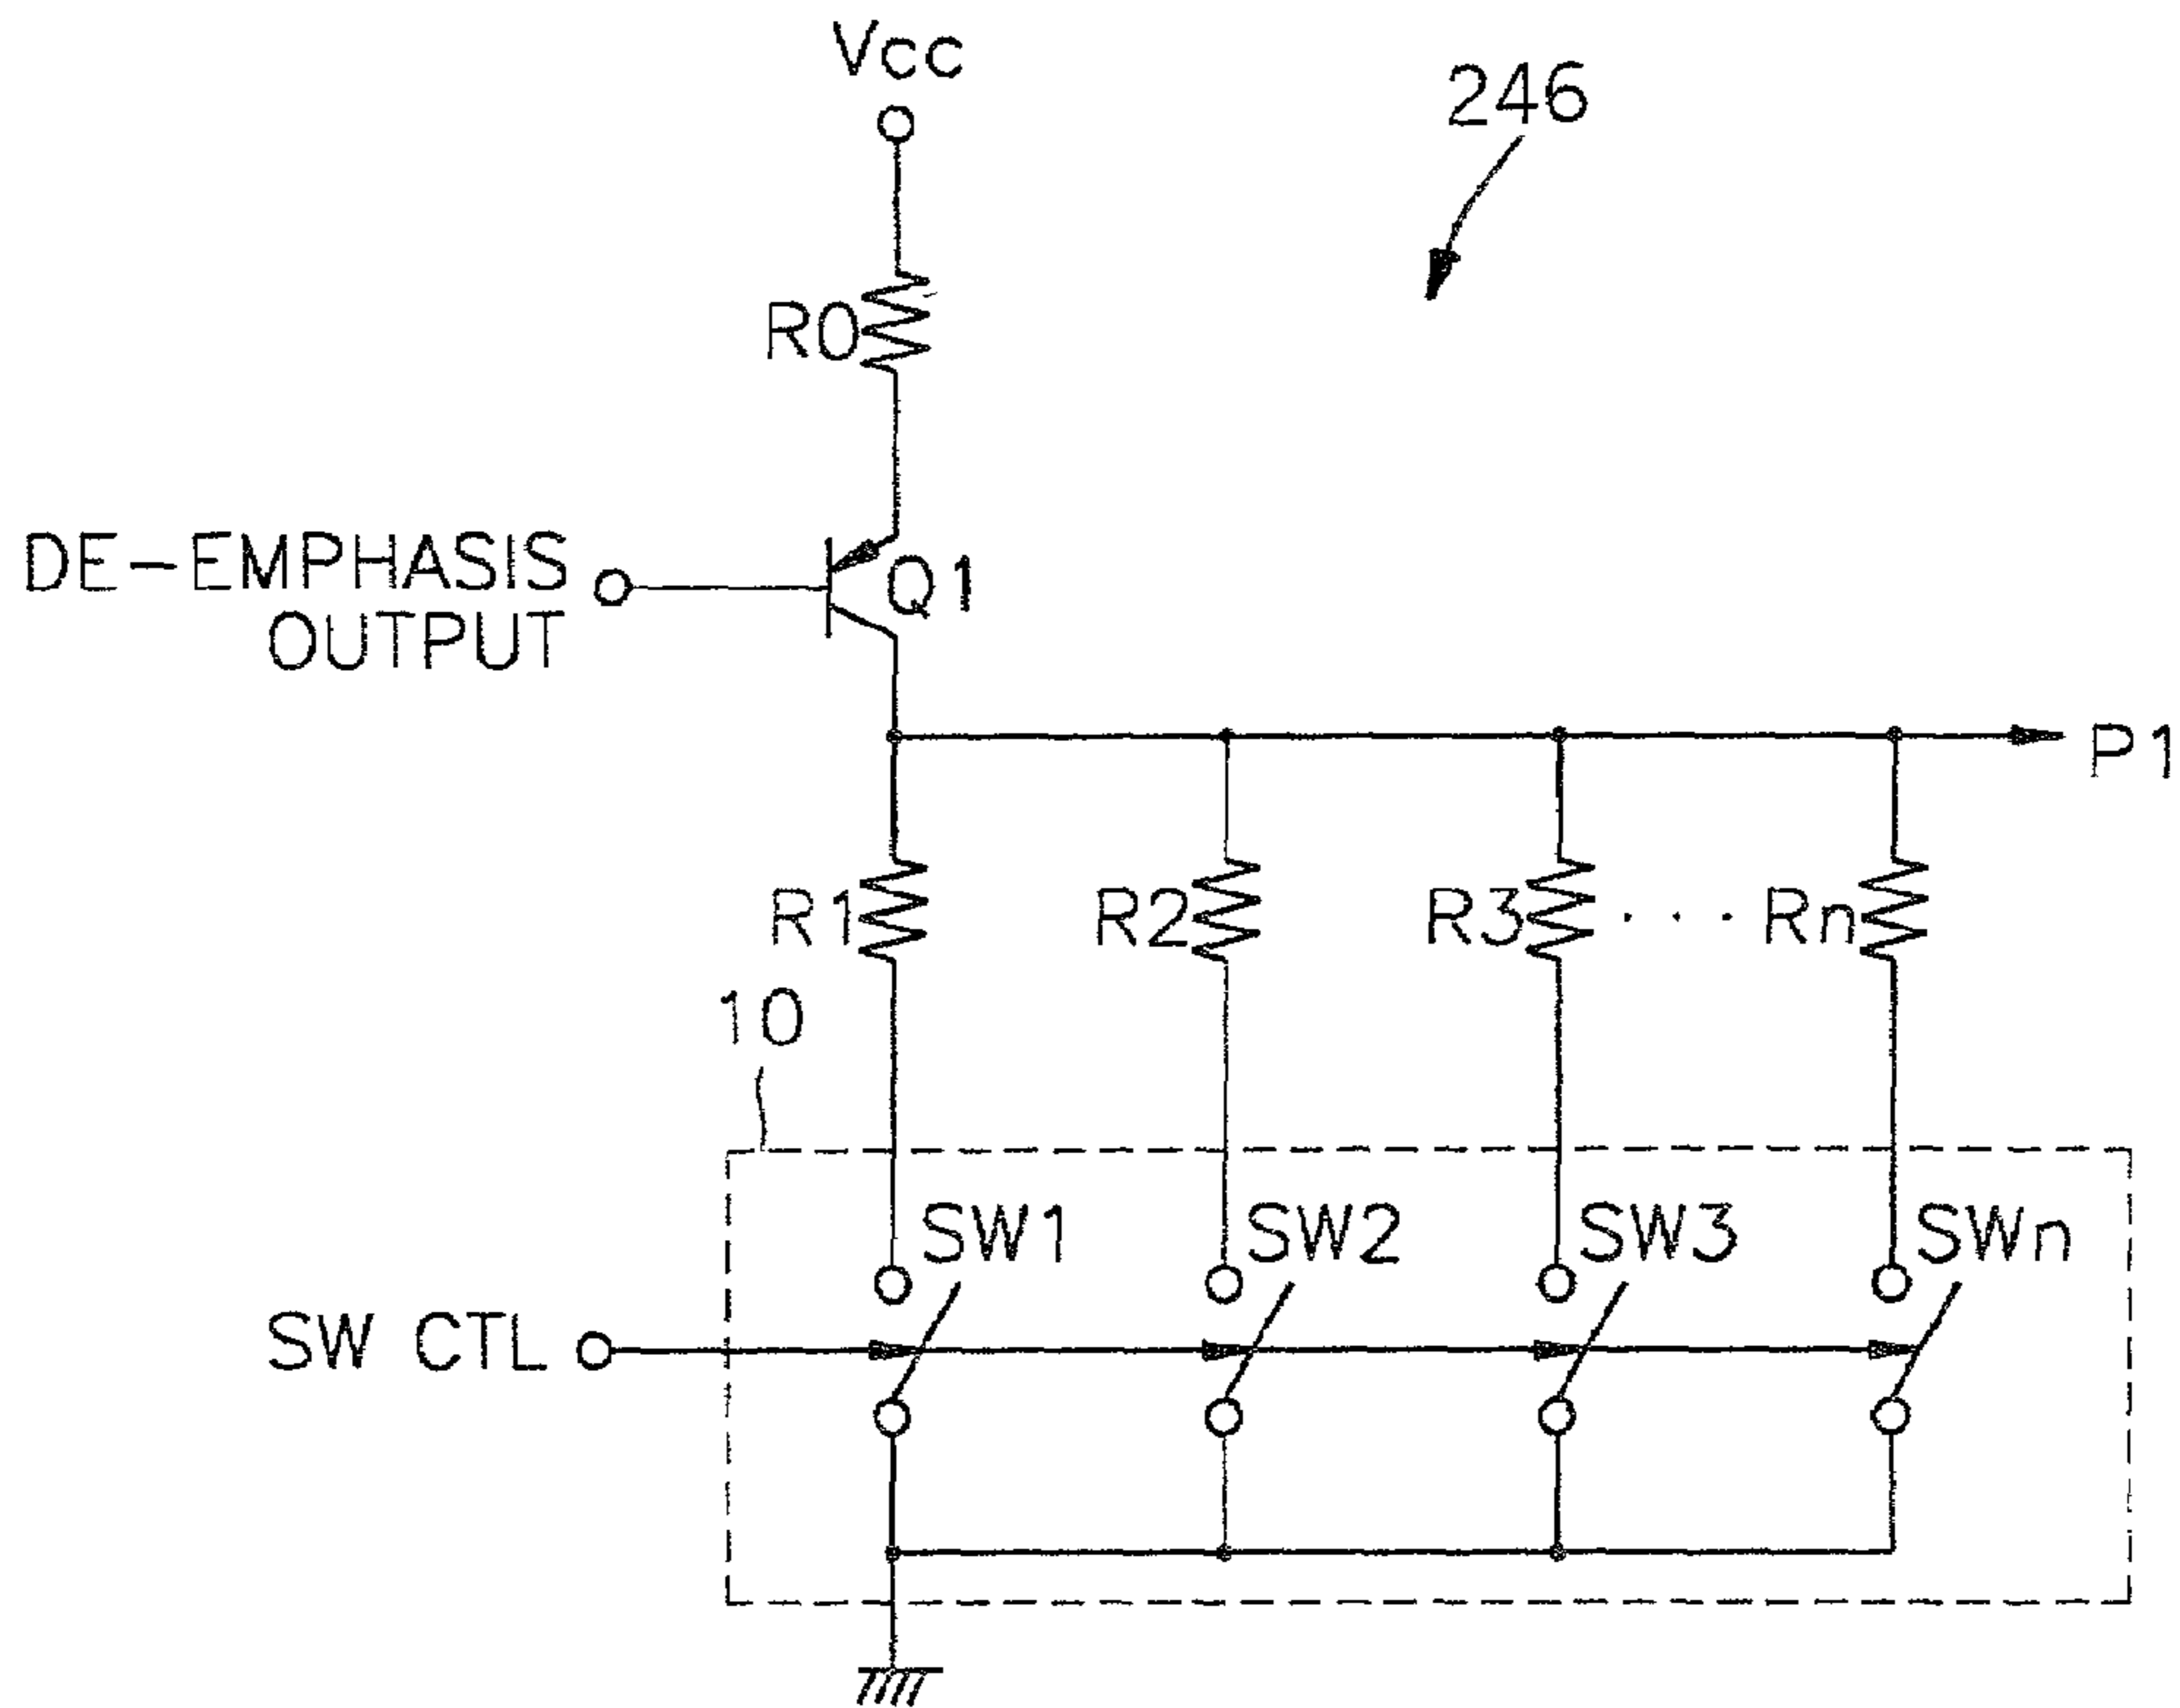 Vcc
246
R0
DE-EMPHASIS
OUTPUT
Q1
P1
R1
R2
R3 · · · Rn
10
SW1
SW2
SW3
SWn
SW CTL